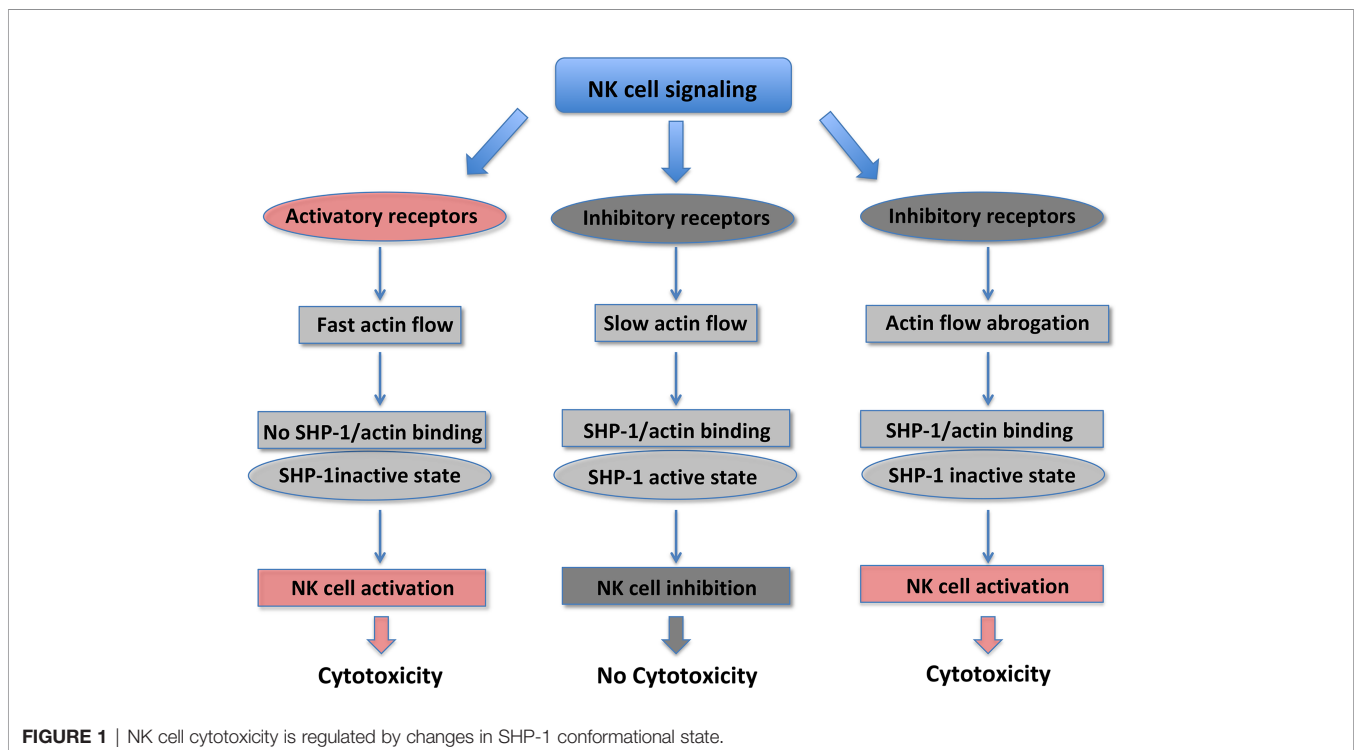 NK cell signaling
Activatory receptors
Inhibitory receptors
Inhibitory receptors
Fast actin flow
Slow actin flow
Actin flow abrogation
No SHP-1/actin binding
SHP-1/actin binding
SHP-1/actin binding
SHP-1inactive state
SHP-1 active state
SHP-1 inactive state
NK cell activation
NK cell inhibition
NK cell activation
Cytotoxicity
No Cytotoxicity
Cytotoxicity
FIGURE 1 | NK cell cytotoxicity is regulated by changes in SHP-1 conformational state.